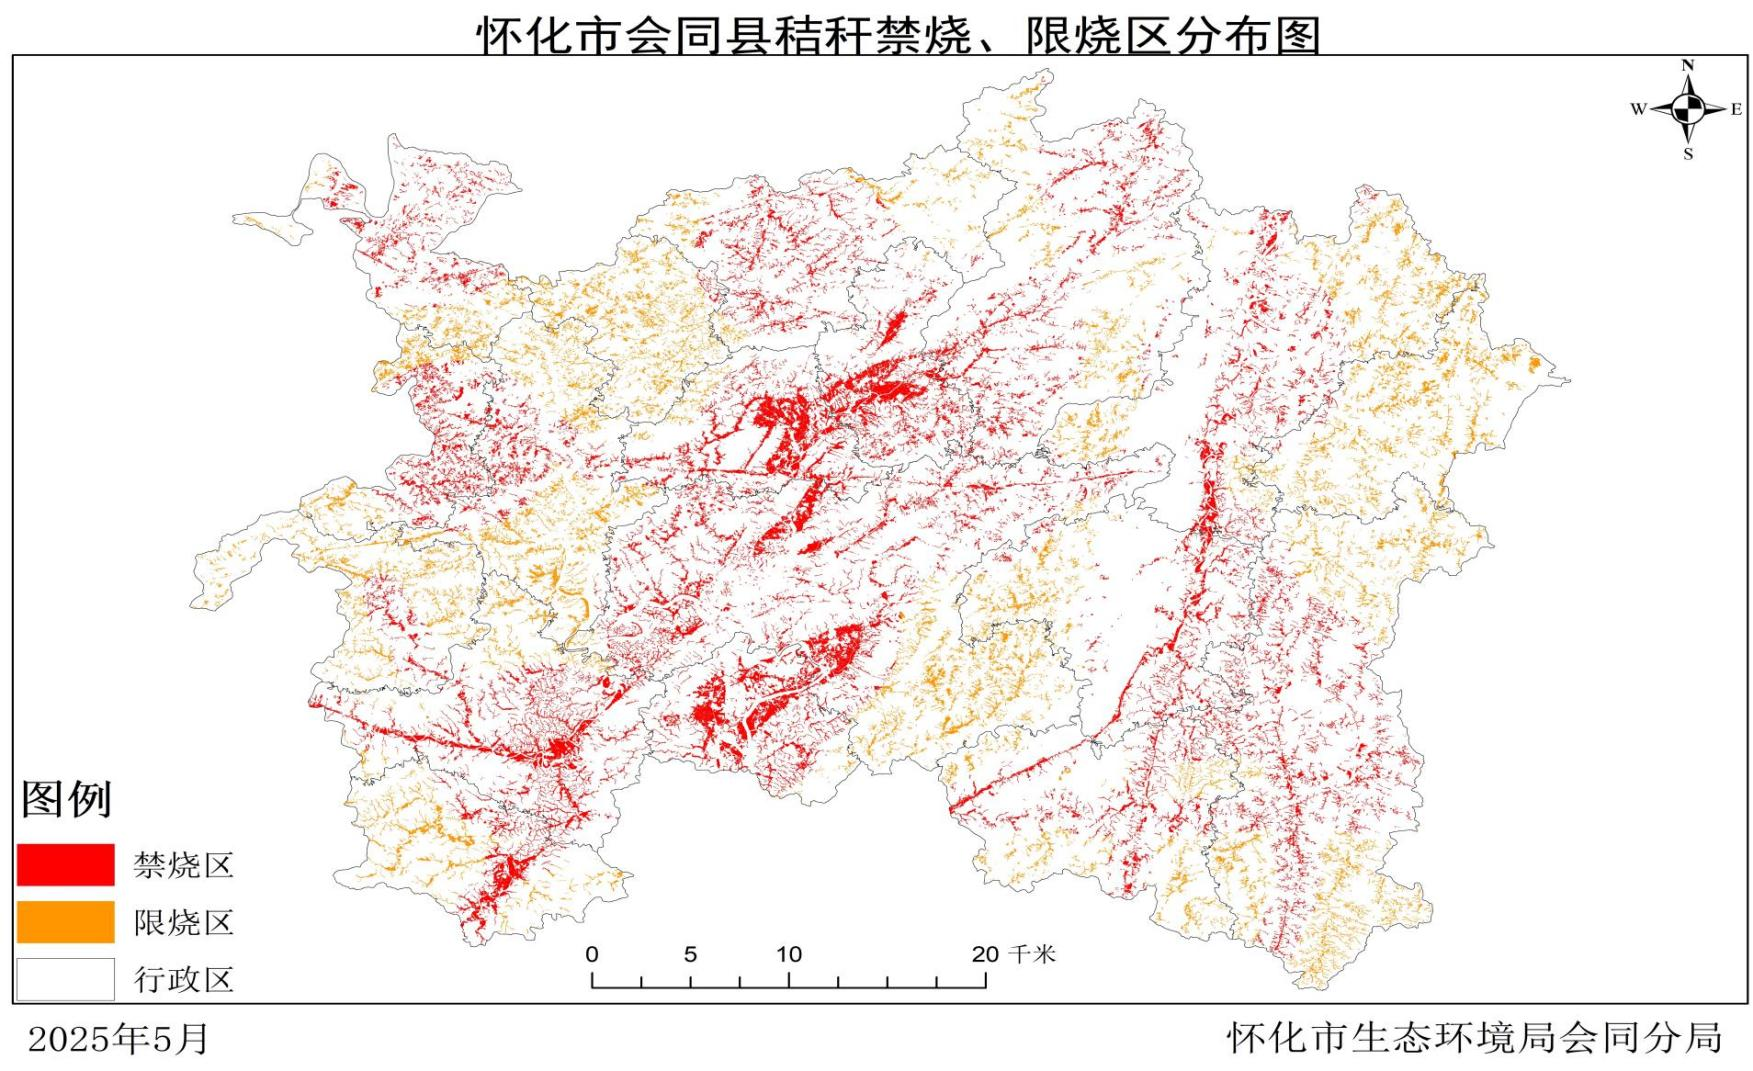 怀化市会同县秸秆禁烧、限烧区分布图
N
W E
S
图例
禁烧区
限烧区
行政区
0 5 10 20 千米
2025年5月
怀化市生态环境局会同分局